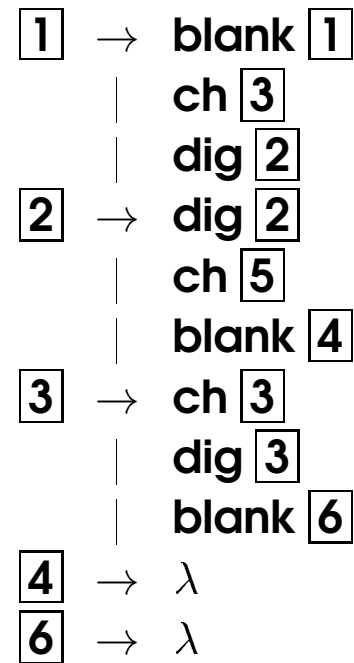 1 → blank 1
| ch 3
| dig 2
2 → dig 2
| ch 5
| blank 4
3 → ch 3
| dig 3
| blank 6
4 → λ
6 → λ